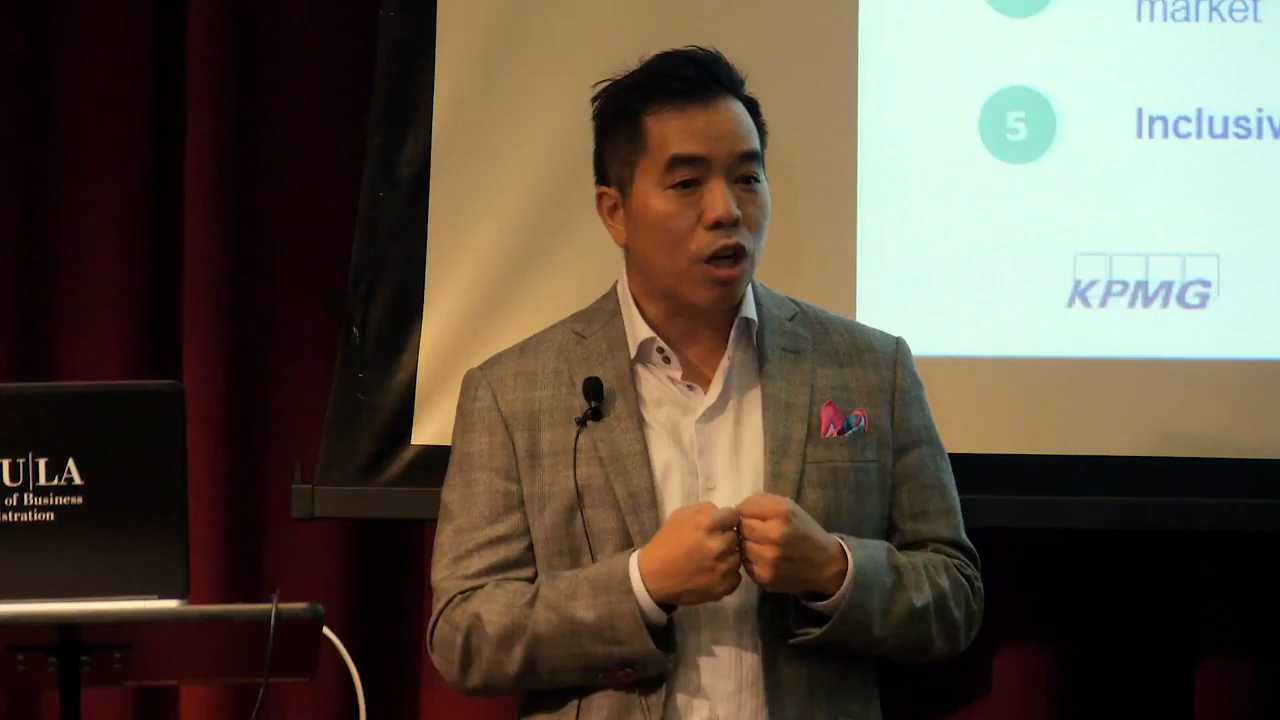 market
5
Inclusiv
KPMG
U|LA
of Business
istration